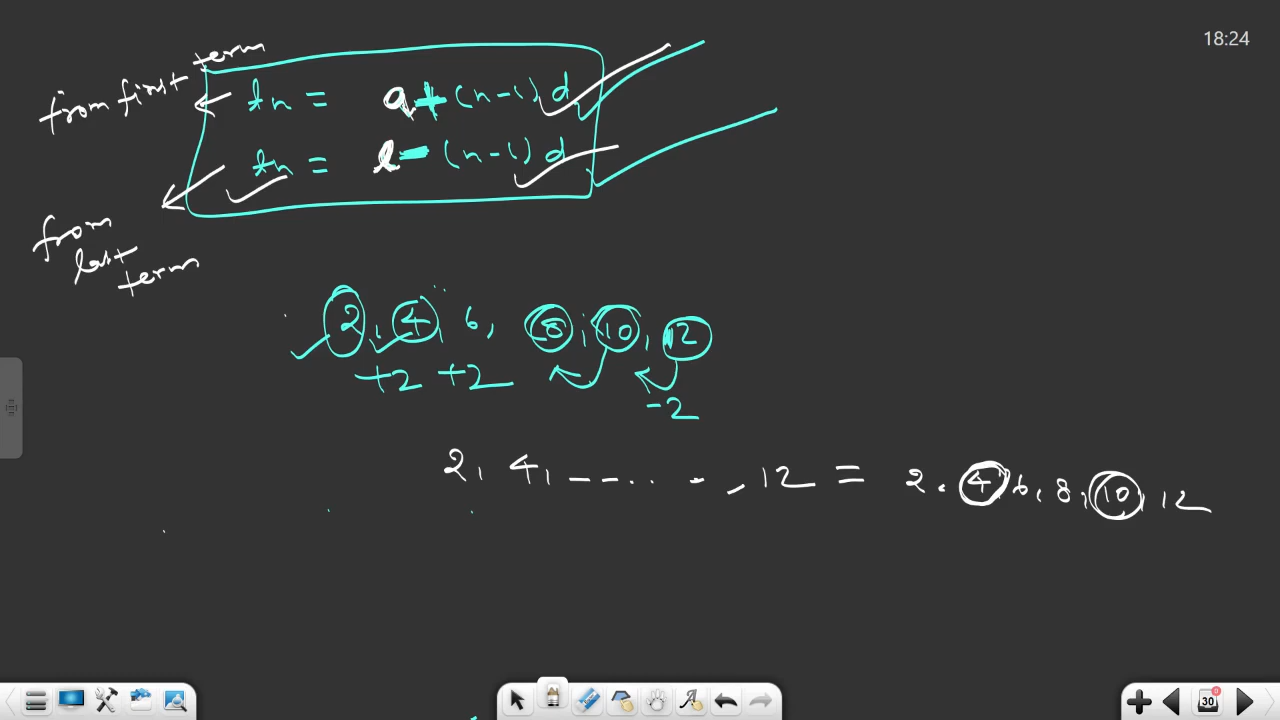 18:24
from first term
tn = a + (n-1) d
tn = l - (n-1) d
from
last
term
2, 4, 6, 8, 10, 12
+2 +2
-2
2, 4, ------, 12 = 2, 4, 6, 8, 10, 12
30